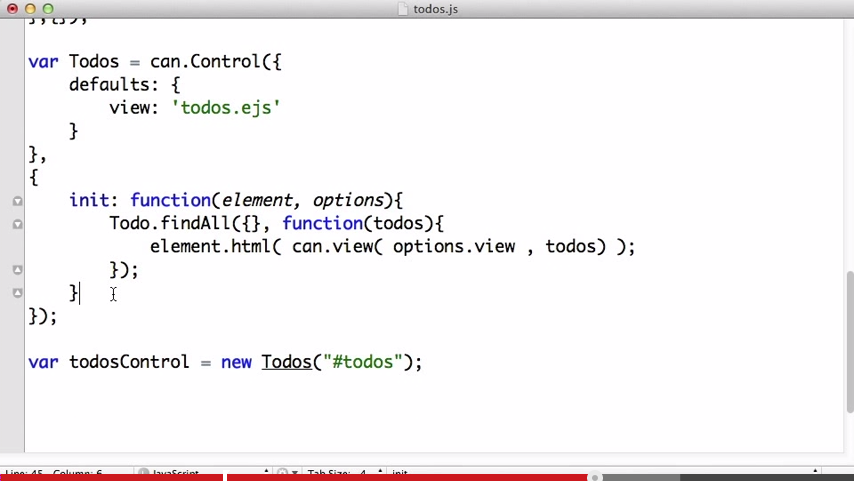 todos.js
},{});
var Todos = can.Control({
defaults: {
view: 'todos.ejs'
}
},
{
init: function(element, options){
Todo.findAll({}, function(todos){
element.html( can.view( options.view , todos) );
});
}
});
var todosControl = new Todos("#todos");
Line: 45 Column: 6 JavaScript Tab Size: 4 init